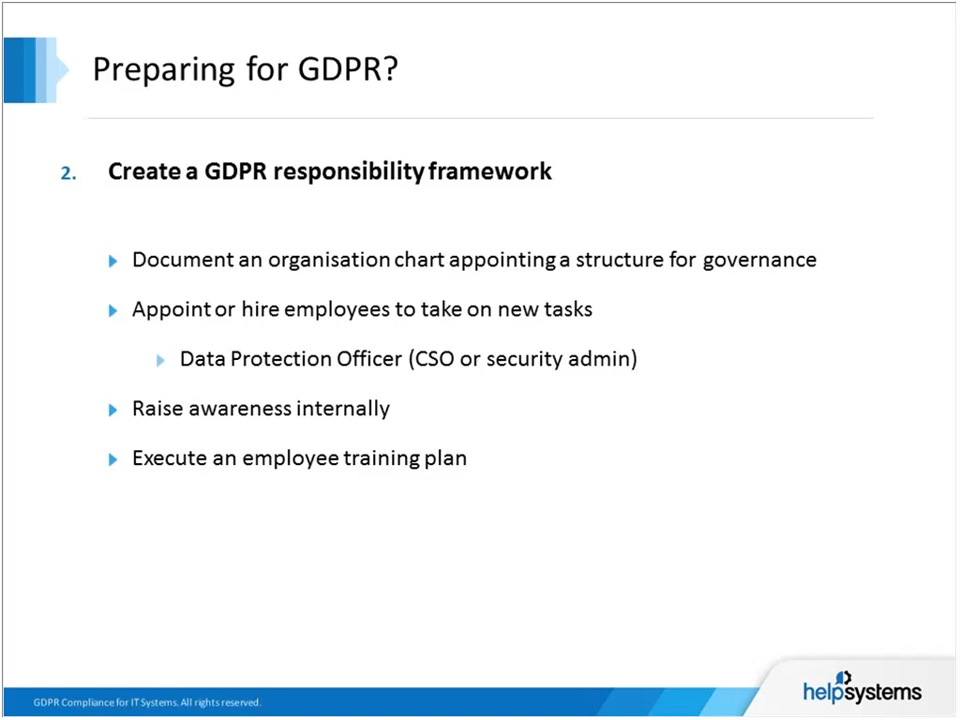 Preparing for GDPR?
2. Create a GDPR responsibility framework
Document an organisation chart appointing a structure for governance
Appoint or hire employees to take on new tasks
Data Protection Officer (CSO or security admin)
Raise awareness internally
Execute an employee training plan
GDPR Compliance for IT Systems. All rights reserved.
helpsystems